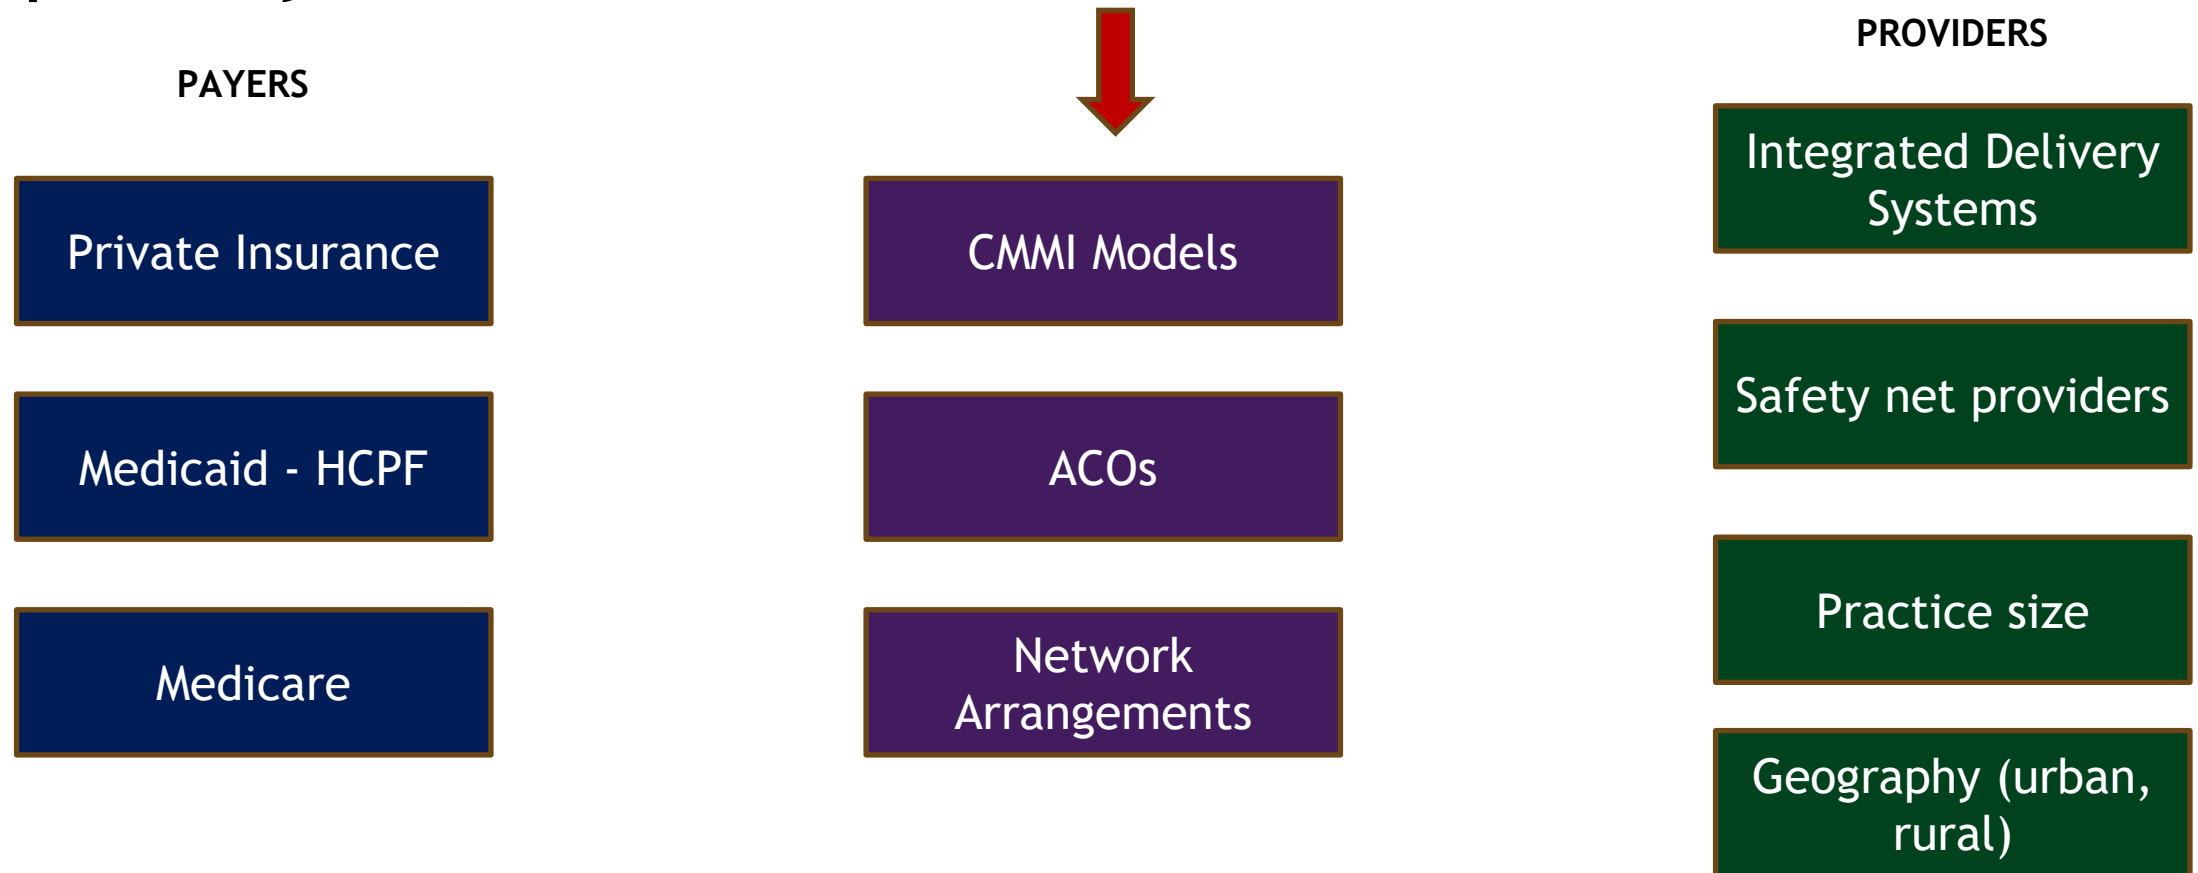 PAYERS
Private Insurance
Medicaid - HCPF
Medicare
CMMI Models
ACOs
Network
Arrangements
PROVIDERS
Integrated Delivery
Systems
Safety net providers
Practice size
Geography (urban,
rural)